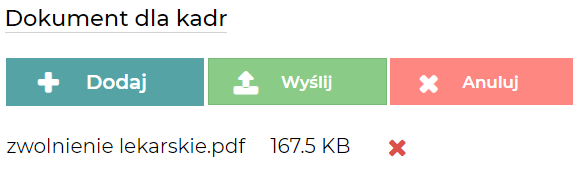 Dokument dla kadr
Dodaj Wyślij Anuluj
zwolnienie lekarskie.pdf 167.5 KB